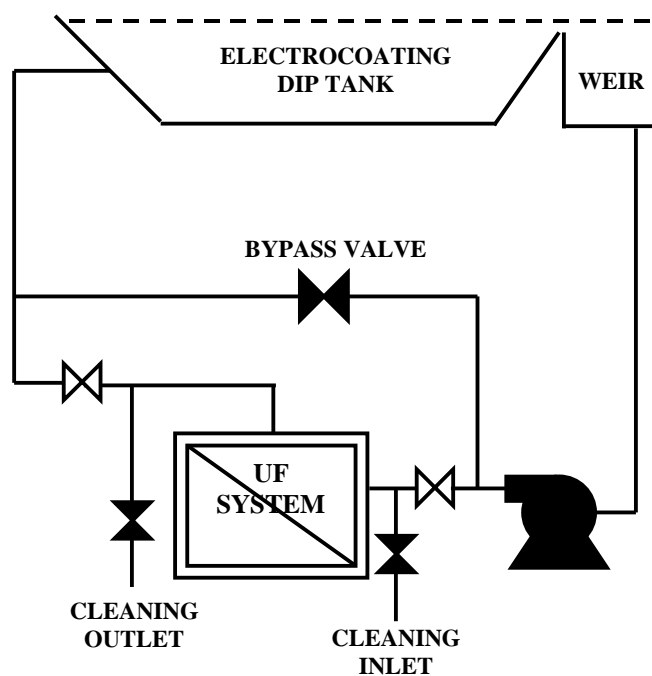 ELECTROCOATING
DIP TANK
WEIR
BYPASS VALVE
UF
SYSTEM
CLEANING
OUTLET
CLEANING
INLET